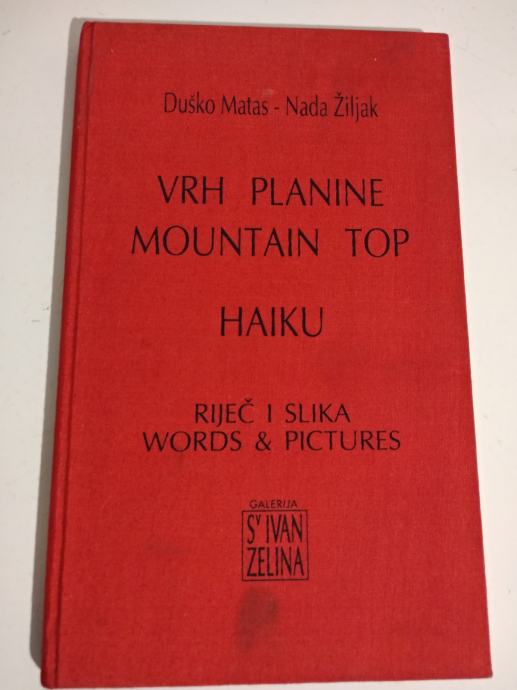 Duško Matas - Nada Žiljak
VRH PLANINE
MOUNTAIN TOP
HAIKU
RIJEČ I SLIKA
WORDS & PICTURES
GALERIJA
Sv IVAN
ZELINA